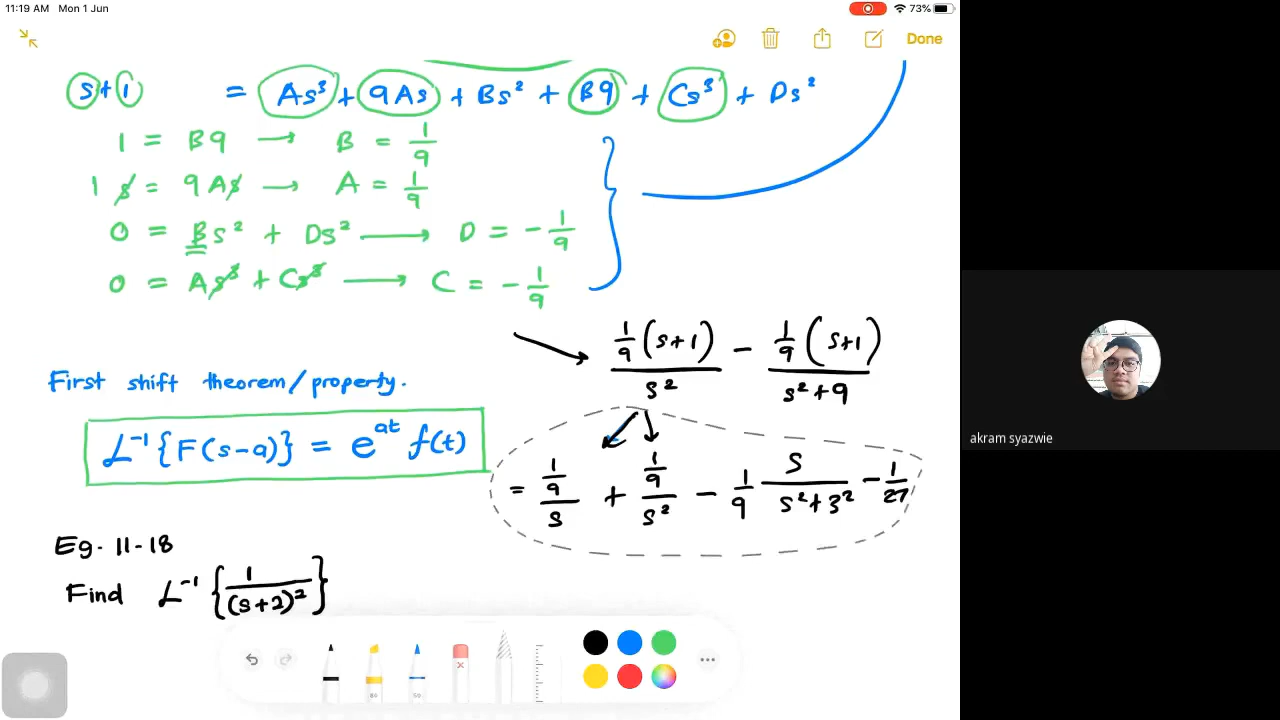 11:19 AM Mon 1 Jun
73%
Done
s+1 = As³ + 9As + Bs² + B9 + Cs³ + Ds²
1 = B9 → B = 1/9
1 s = 9As → A = 1/9
0 = Bs² + Ds² → D = -1/9
0 = As³ + Cs³ → C = -1/9
→ 1/9 (s+1) / s² - 1/9 (s+1) / s²+9
First shift theorem/property.
ℒ⁻¹{F(s-a)} = e^at f(t)
= 1/9 / s + 1/9 / s² - 1/9 s / s²+3² - 1/27
Eg. 11-18
Find ℒ⁻¹ {1/(s+2)²}
akram syazwie